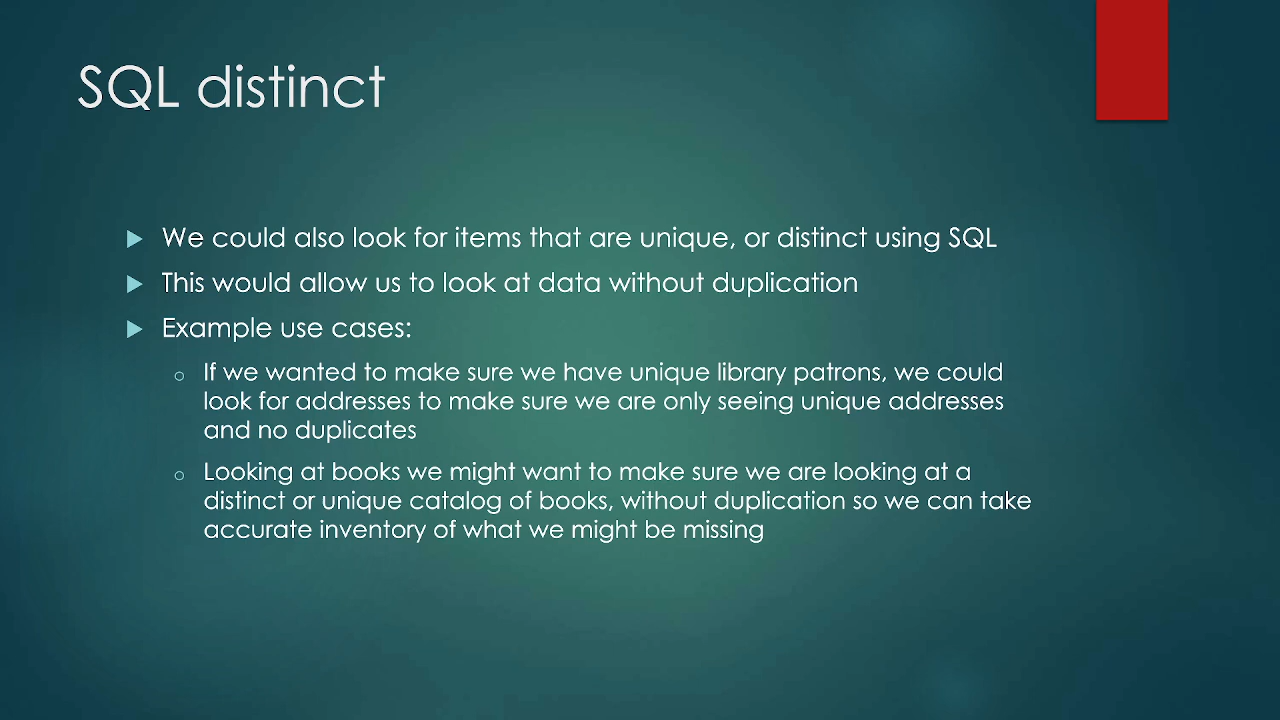 SQL distinct
We could also look for items that are unique, or distinct using SQL
This would allow us to look at data without duplication
Example use cases:
If we wanted to make sure we have unique library patrons, we could
look for addresses to make sure we are only seeing unique addresses
and no duplicates
Looking at books we might want to make sure we are looking at a
distinct or unique catalog of books, without duplication so we can take
accurate inventory of what we might be missing